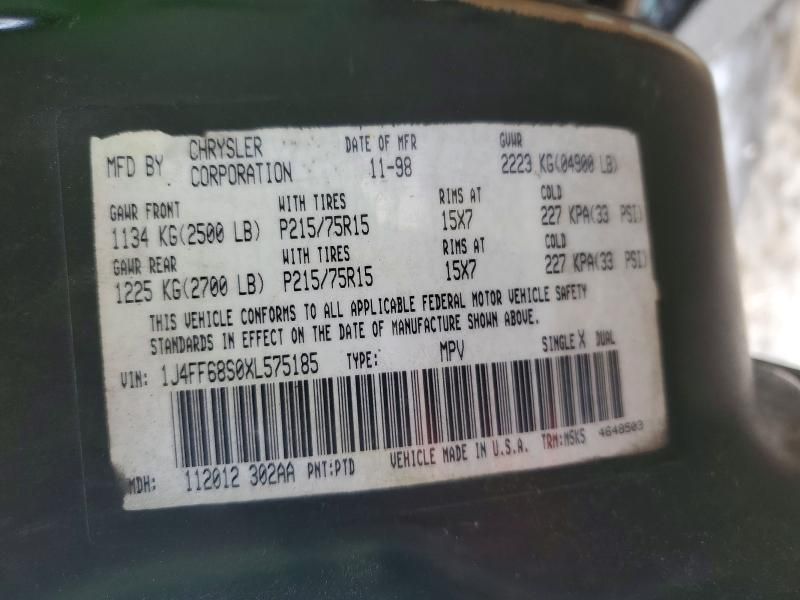 MFD BY CHRYSLER CORPORATION DATE OF MFR 11-98 GVWR 2223 KG(04900 LB)
GAWR FRONT WITH TIRES RIMS AT COLD
1134 KG(2500 LB) P215/75R15 15X7 227 KPA(33 PSI)
GAWR REAR WITH TIRES RIMS AT COLD
1225 KG(2700 LB) P215/75R15 15X7 227 KPA(33 PSI)
THIS VEHICLE CONFORMS TO ALL APPLICABLE FEDERAL MOTOR VEHICLE SAFETY
STANDARDS IN EFFECT ON THE DATE OF MANUFACTURE SHOWN ABOVE.
VIN: 1J4FF68S0XL575185 TYPE: MPV SINGLE X DUAL
MDH: 112012 302AA PNT:PTD VEHICLE MADE IN U.S.A. TRM:MSK5 4648503